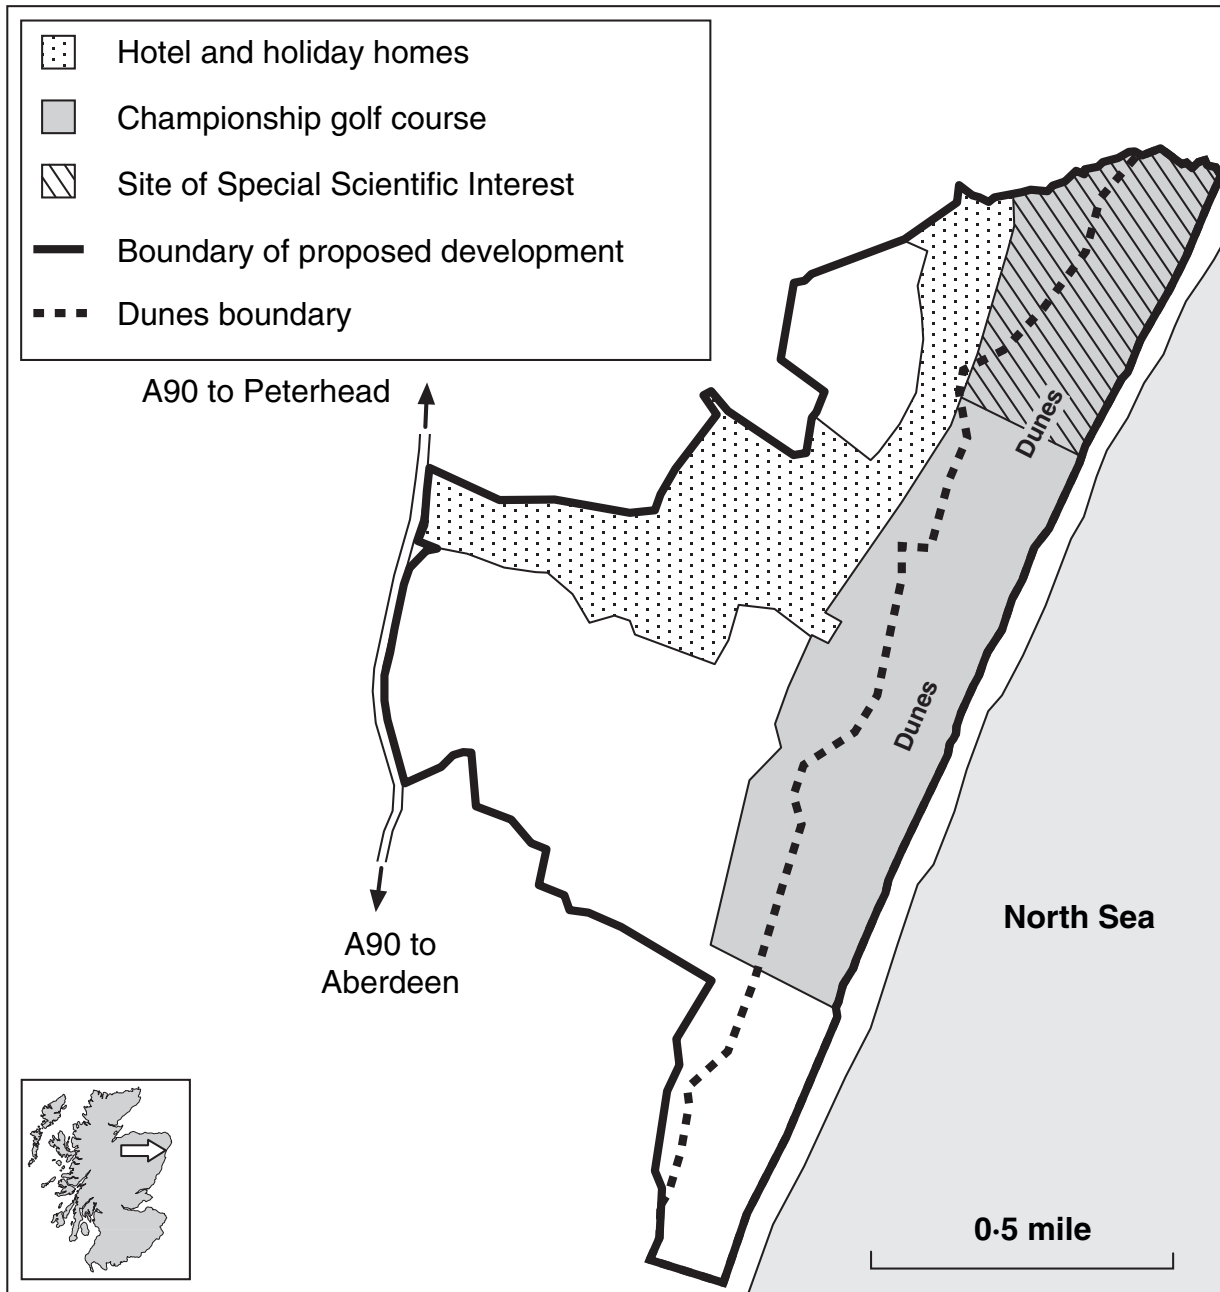 Hotel and holiday homes
Championship golf course
Site of Special Scientific Interest
Boundary of proposed development
Dunes boundary
A90 to Peterhead
Dunes
Dunes
North Sea
A90 to
Aberdeen
0·5 mile